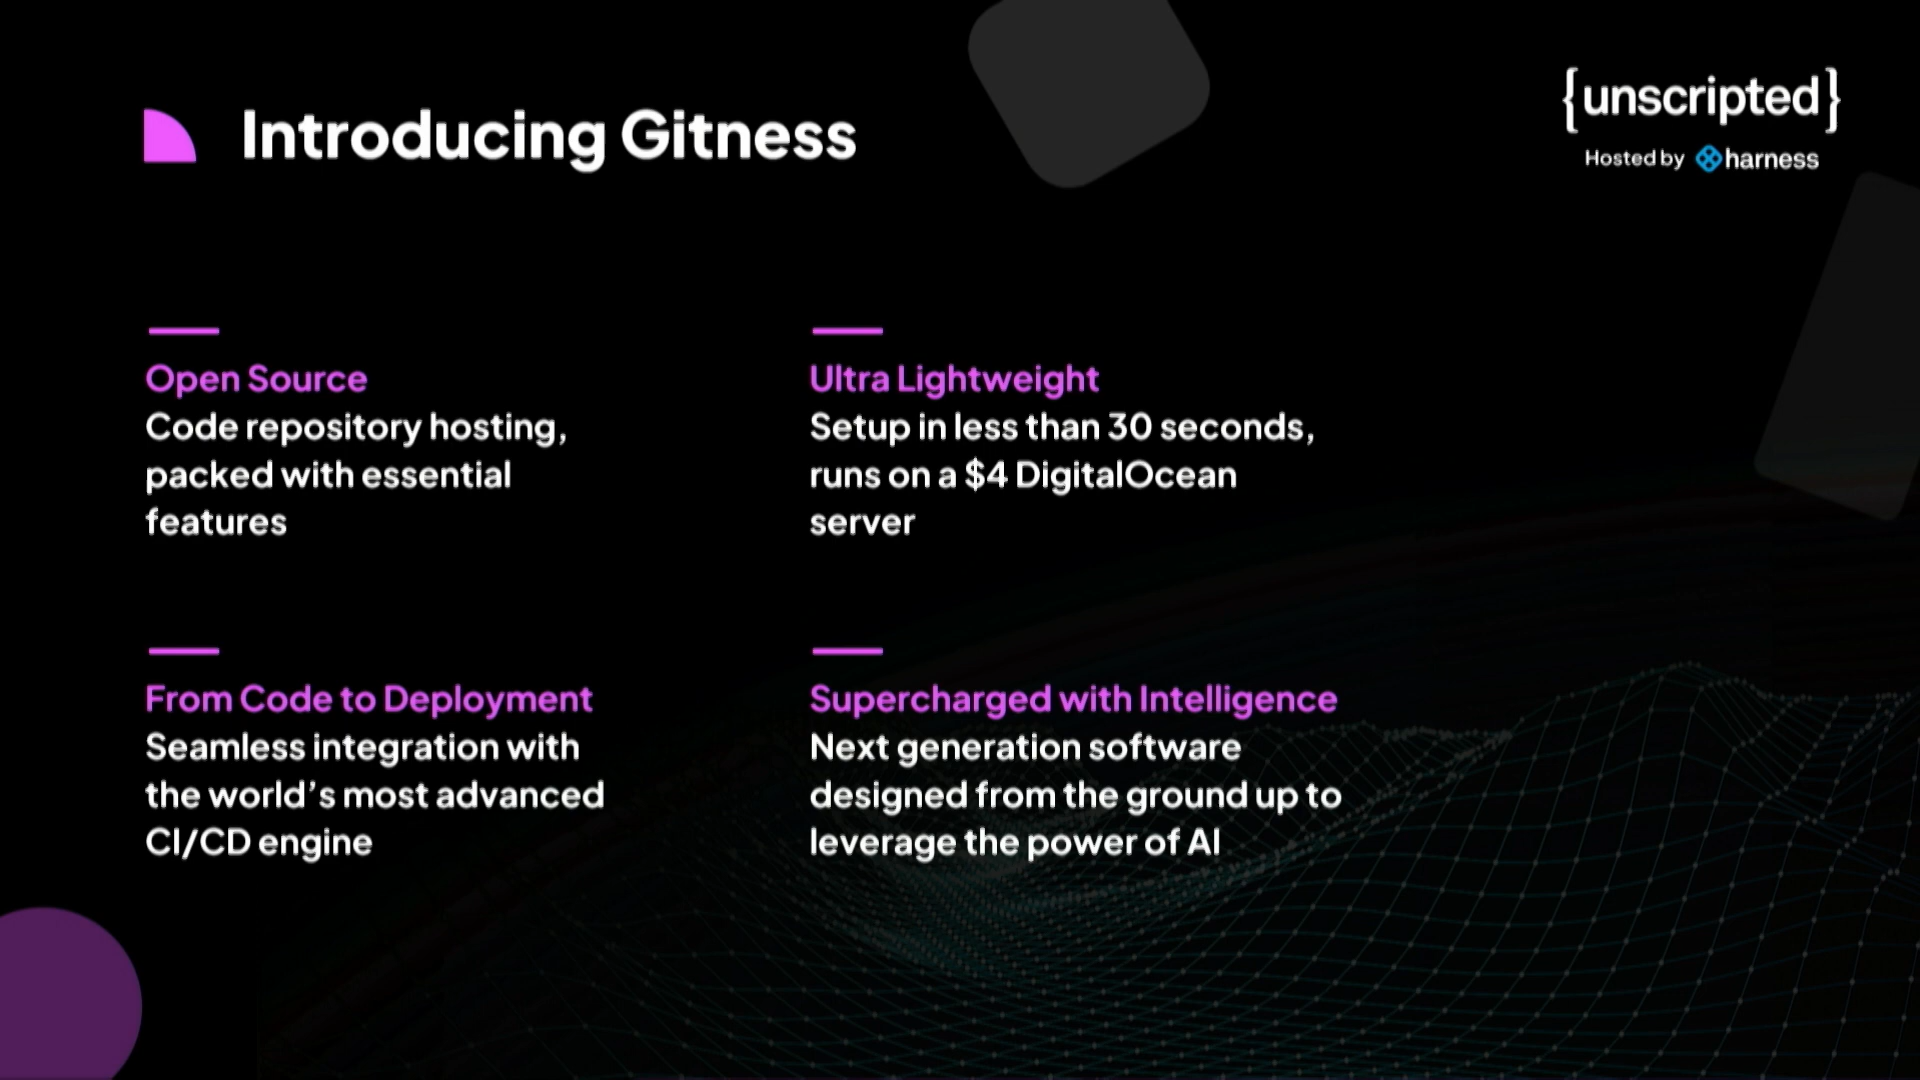 Introducing Gitness
{unscripted}
Hosted by harness
Open Source
Code repository hosting,
packed with essential
features
Ultra Lightweight
Setup in less than 30 seconds,
runs on a $4 DigitalOcean
server
From Code to Deployment
Seamless integration with
the world’s most advanced
CI/CD engine
Supercharged with Intelligence
Next generation software
designed from the ground up to
leverage the power of AI